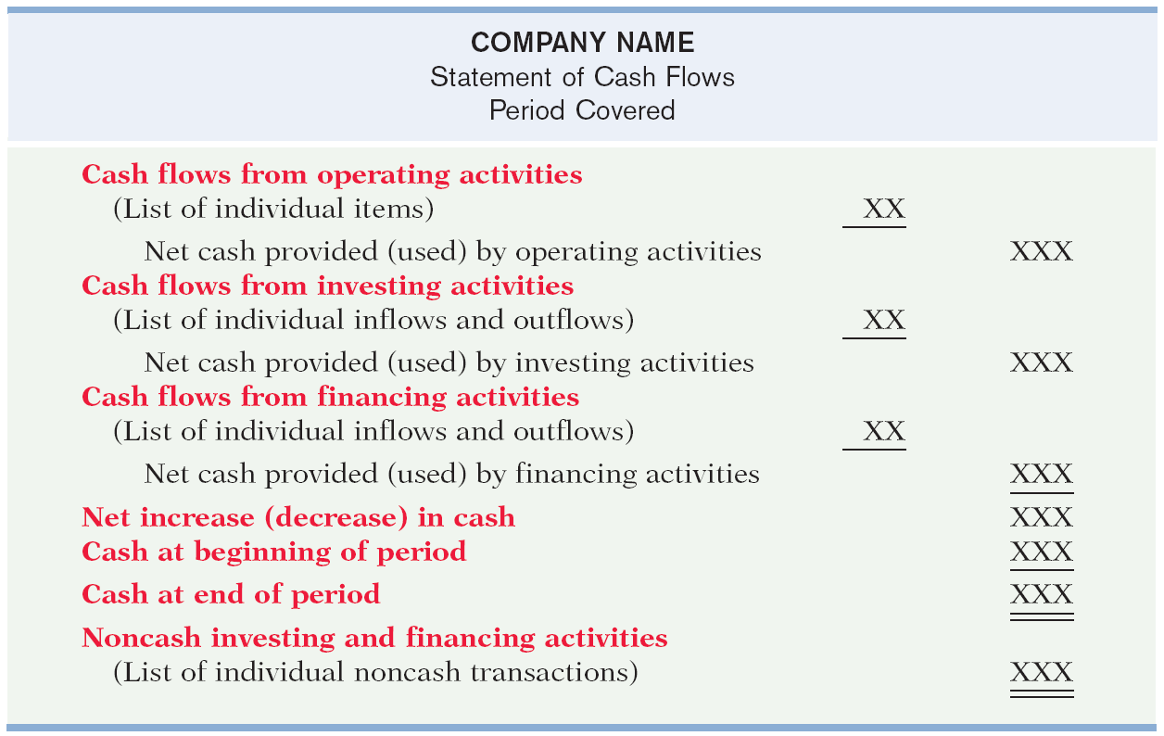 COMPANY NAME
Statement of Cash Flows
Period Covered
Cash flows from operating activities
(List of individual items) XX
Net cash provided (used) by operating activities XXX
Cash flows from investing activities
(List of individual inflows and outflows) XX
Net cash provided (used) by investing activities XXX
Cash flows from financing activities
(List of individual inflows and outflows) XX
Net cash provided (used) by financing activities XXX
Net increase (decrease) in cash XXX
Cash at beginning of period XXX
Cash at end of period XXX
Noncash investing and financing activities
(List of individual noncash transactions) XXX